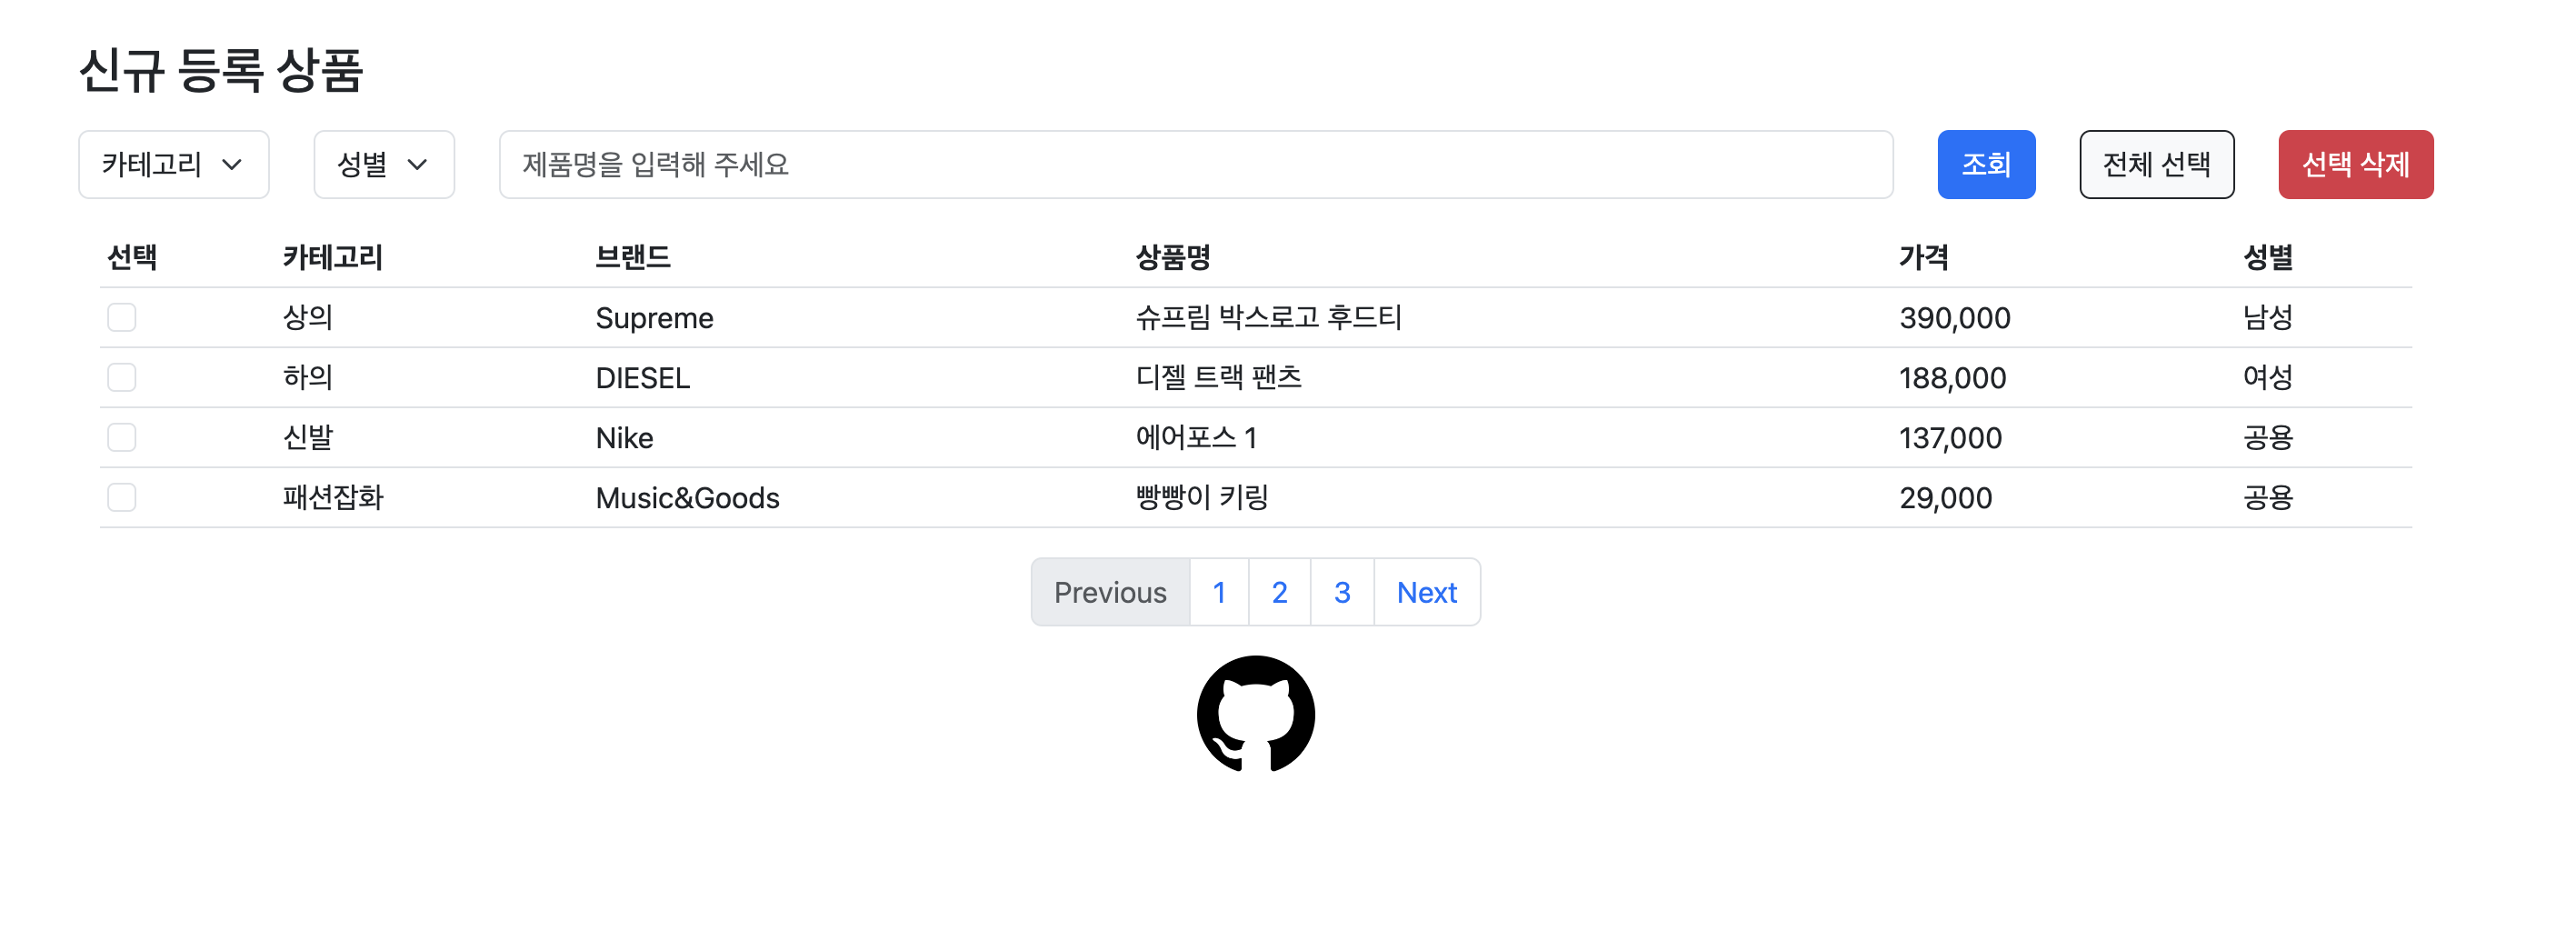 신규 등록 상품
카테고리 성별 제품명을 입력해 주세요 조회 전체 선택 선택 삭제
선택 카테고리 브랜드 상품명 가격 성별
상의 Supreme 슈프림 박스로고 후드티 390,000 남성
하의 DIESEL 디젤 트랙 팬츠 188,000 여성
신발 Nike 에어포스 1 137,000 공용
패션잡화 Music&Goods 빵빵이 키링 29,000 공용
Previous 1 2 3 Next